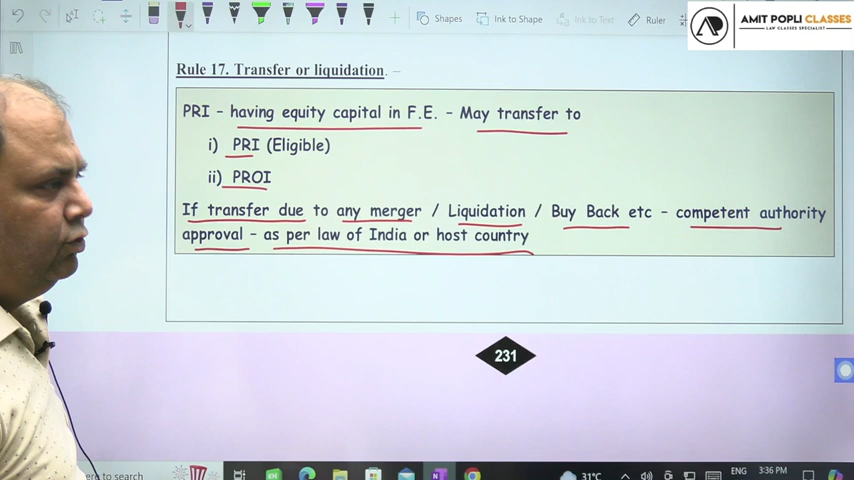 Shapes
Ink to Shape
Ink to Text
Ruler
AMIT POPLI CLASSES
LAW CLASSES SPECIALIST
Rule 17. Transfer or liquidation. –
PRI – having equity capital in F.E. - May transfer to
i) PRI (Eligible)
ii) PROI
If transfer due to any merger / Liquidation / Buy Back etc – competent authority
approval – as per law of India or host country
231
ere to search
31°C
ENG
3:36 PM